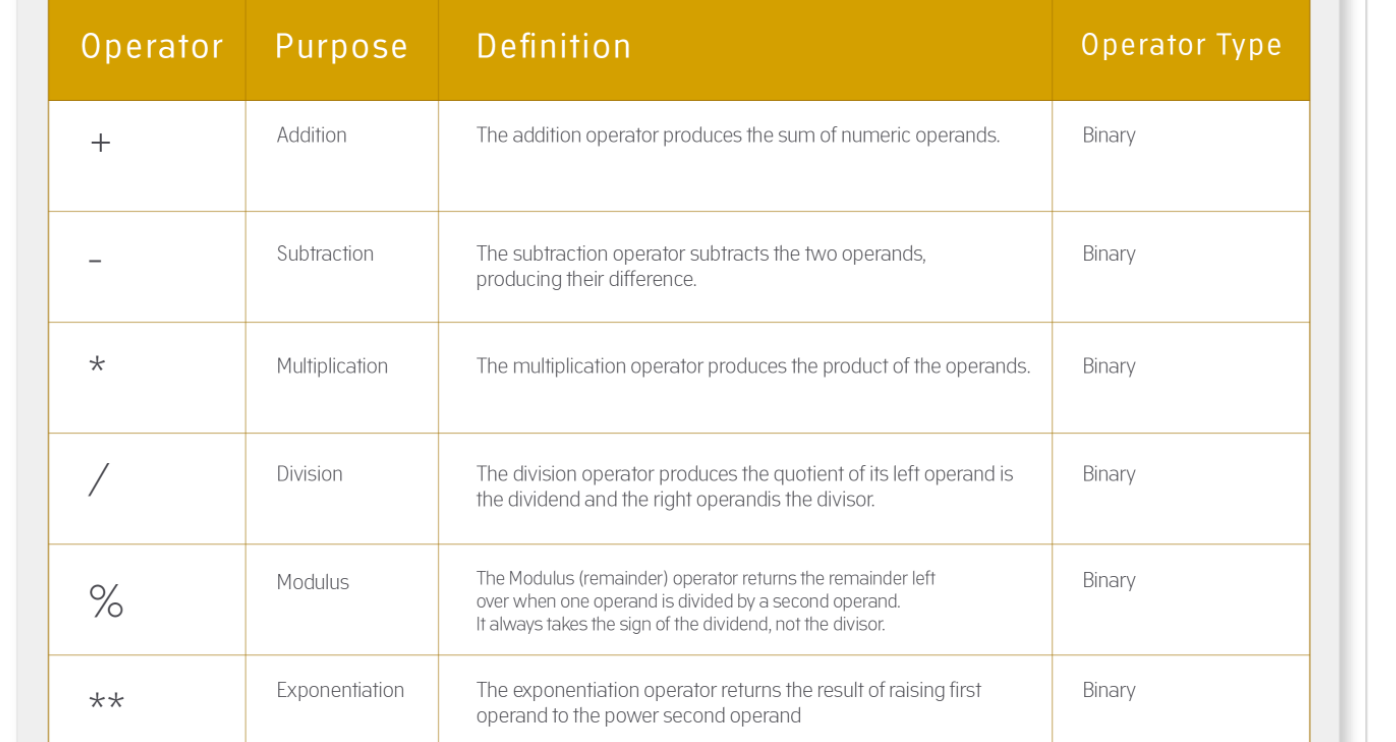 Operator Purpose Definition Operator Type
+ Addition The addition operator produces the sum of numeric operands. Binary
- Subtraction The subtraction operator subtracts the two operands, Binary
producing their difference.
* Multiplication The multiplication operator produces the product of the operands. Binary
/ Division The division operator produces the quotient of its left operand is Binary
the dividend and the right operandis the divisor.
% Modulus The Modulus (remainder) operator returns the remainder left Binary
over when one operand is divided by a second operand.
It always takes the sign of the dividend, not the divisor.
** Exponentiation The exponentiation operator returns the result of raising first Binary
operand to the power second operand